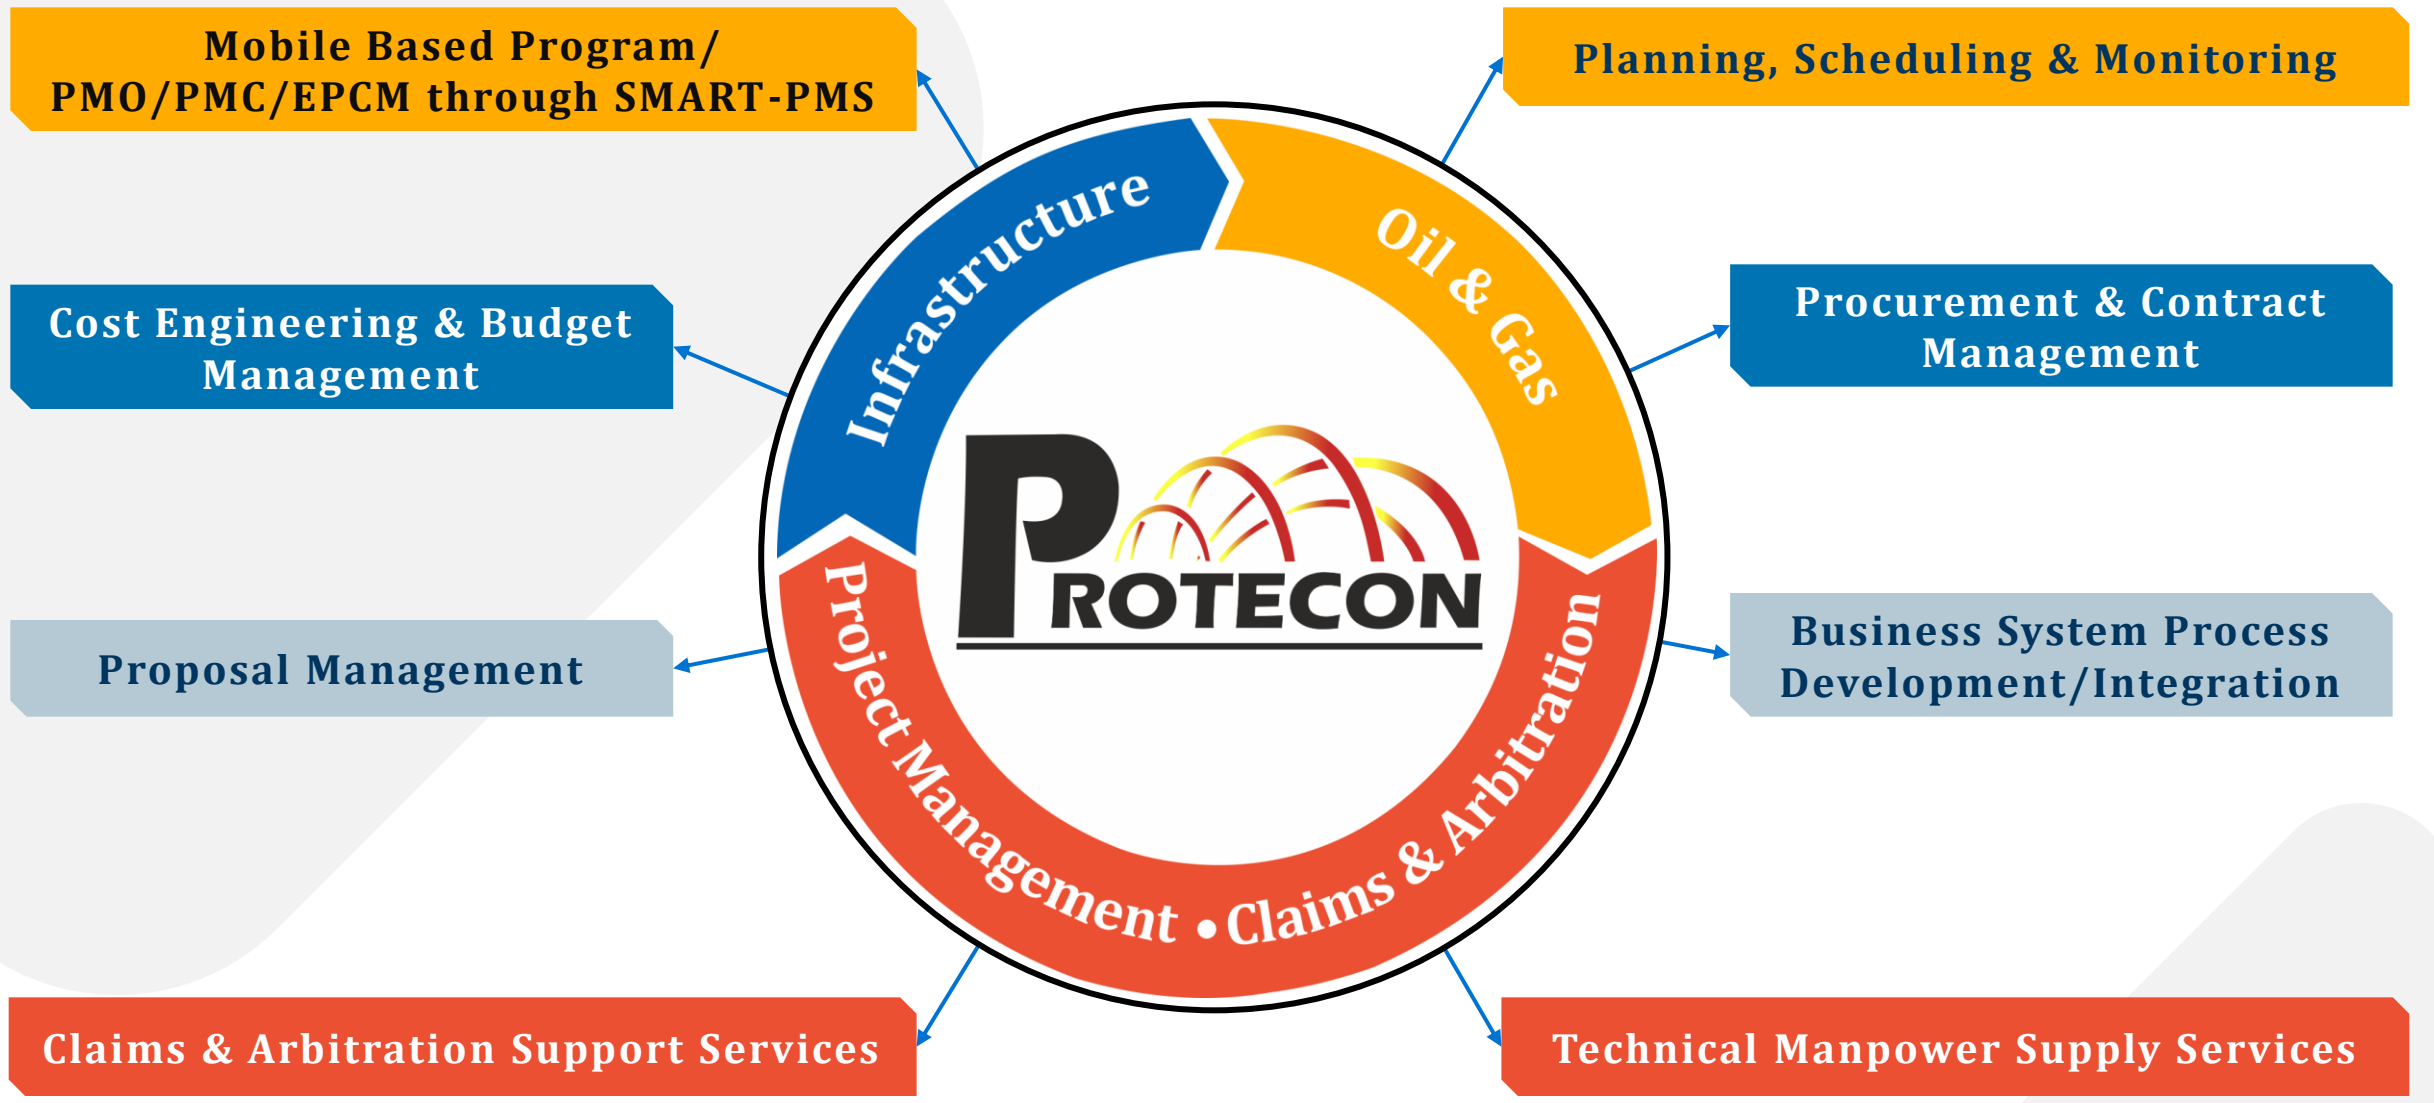 Mobile Based Program/
PMO/PMC/EPCM through SMART-PMS
Planning, Scheduling & Monitoring
Cost Engineering & Budget
Management
Procurement & Contract
Management
Proposal Management
Business System Process
Development/Integration
Claims & Arbitration Support Services
Technical Manpower Supply Services
Infrastructure
Oil & Gas
Project Management • Claims & Arbitration
PROTECON